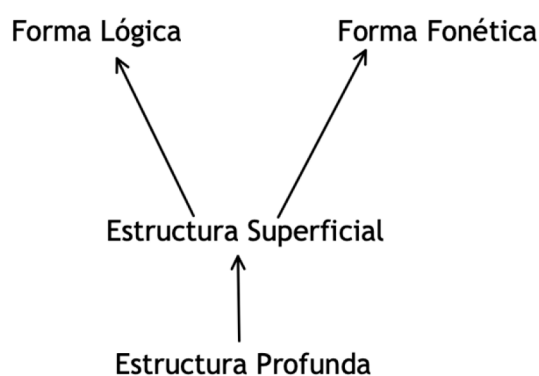 Forma Lógica
Forma Fonética
Estructura Superficial
Estructura Profunda